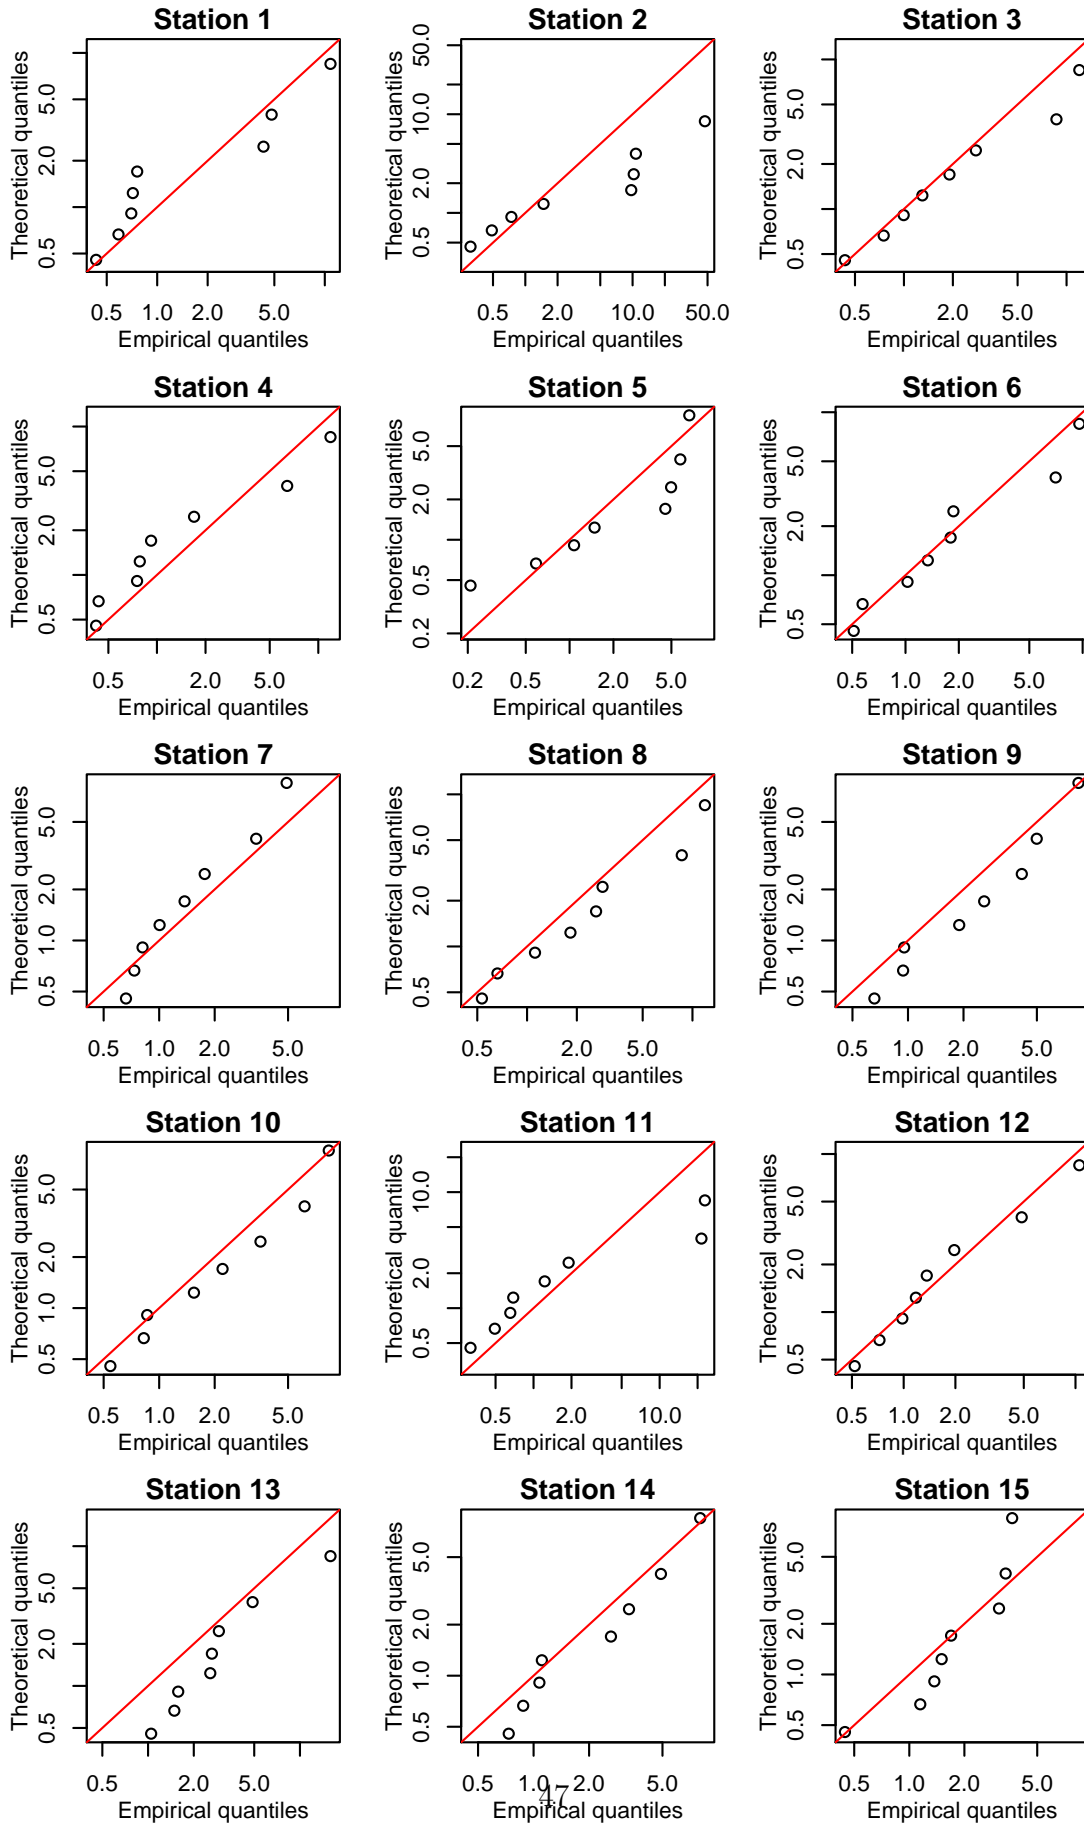 Station 1
Theoretical quantiles
0.5 2.0 5.0
0.5 1.0 2.0 5.0
Empirical quantiles
Station 2
Theoretical quantiles
0.5 2.0 10.0 50.0
0.5 2.0 10.0 50.0
Empirical quantiles
Station 3
Theoretical quantiles
0.5 2.0 5.0
0.5 2.0 5.0
Empirical quantiles
Station 4
Theoretical quantiles
0.5 2.0 5.0
0.5 2.0 5.0
Empirical quantiles
Station 5
Theoretical quantiles
0.2 0.5 2.0 5.0
0.2 0.5 2.0 5.0
Empirical quantiles
Station 6
Theoretical quantiles
0.5 2.0 5.0
0.5 1.0 2.0 5.0
Empirical quantiles
Station 7
Theoretical quantiles
0.5 1.0 2.0 5.0
0.5 1.0 2.0 5.0
Empirical quantiles
Station 8
Theoretical quantiles
0.5 2.0 5.0
0.5 2.0 5.0
Empirical quantiles
Station 9
Theoretical quantiles
0.5 1.0 2.0 5.0
0.5 1.0 2.0 5.0
Empirical quantiles
Station 10
Theoretical quantiles
0.5 1.0 2.0 5.0
0.5 1.0 2.0 5.0
Empirical quantiles
Station 11
Theoretical quantiles
0.5 2.0 10.0
0.5 2.0 10.0
Empirical quantiles
Station 12
Theoretical quantiles
0.5 2.0 5.0
0.5 1.0 2.0 5.0
Empirical quantiles
Station 13
Theoretical quantiles
0.5 2.0 5.0
0.5 2.0 5.0
Empirical quantiles
Station 14
Theoretical quantiles
0.5 1.0 2.0 5.0
0.5 1.0 2.0 5.0
Empirical quantiles
Station 15
Theoretical quantiles
0.5 1.0 2.0 5.0
0.5 1.0 2.0 5.0
Empirical quantiles
47